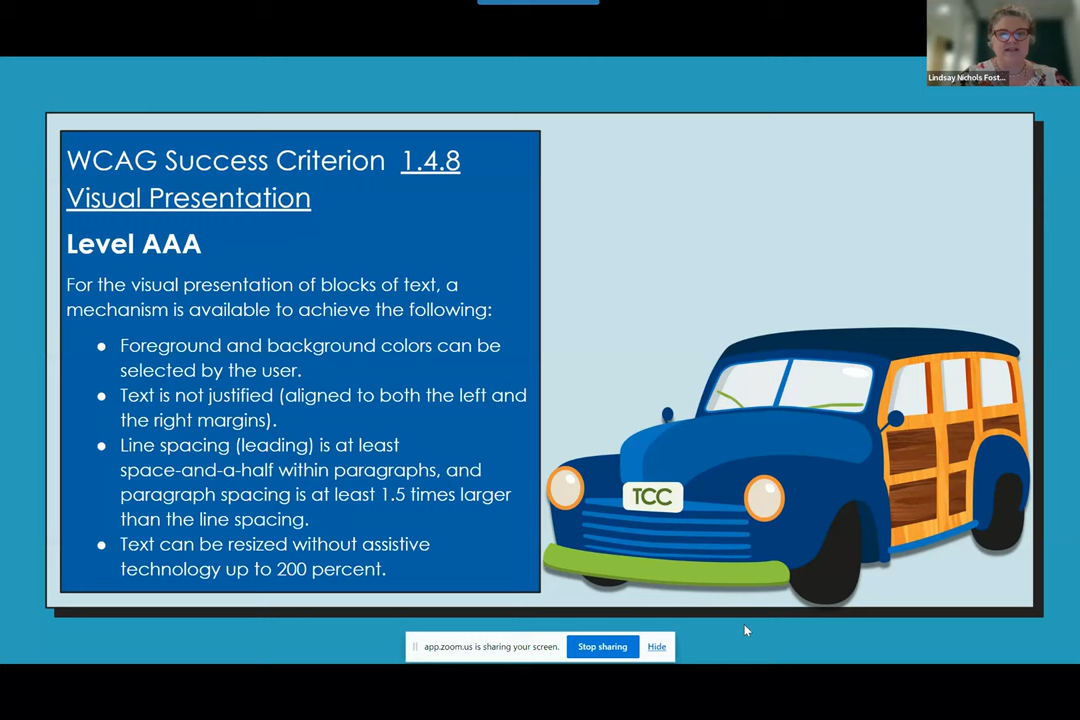 Lindsay Nichols Fost...
WCAG Success Criterion 1.4.8
Visual Presentation
Level AAA
For the visual presentation of blocks of text, a
mechanism is available to achieve the following:
● Foreground and background colors can be
selected by the user.
● Text is not justified (aligned to both the left and
the right margins).
● Line spacing (leading) is at least
space-and-a-half within paragraphs, and
paragraph spacing is at least 1.5 times larger
than the line spacing.
● Text can be resized without assistive
technology up to 200 percent.
TCC
app.zoom.us is sharing your screen. Stop sharing Hide